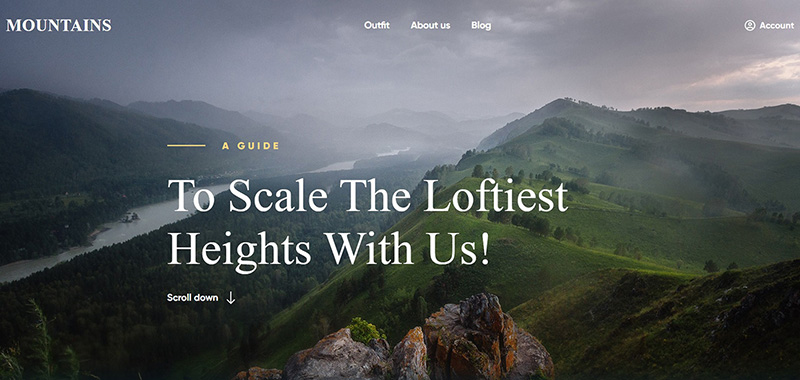 MOUNTAINS
Outfit About us Blog
Account
A GUIDE
To Scale The Loftiest
Heights With Us!
Scroll down